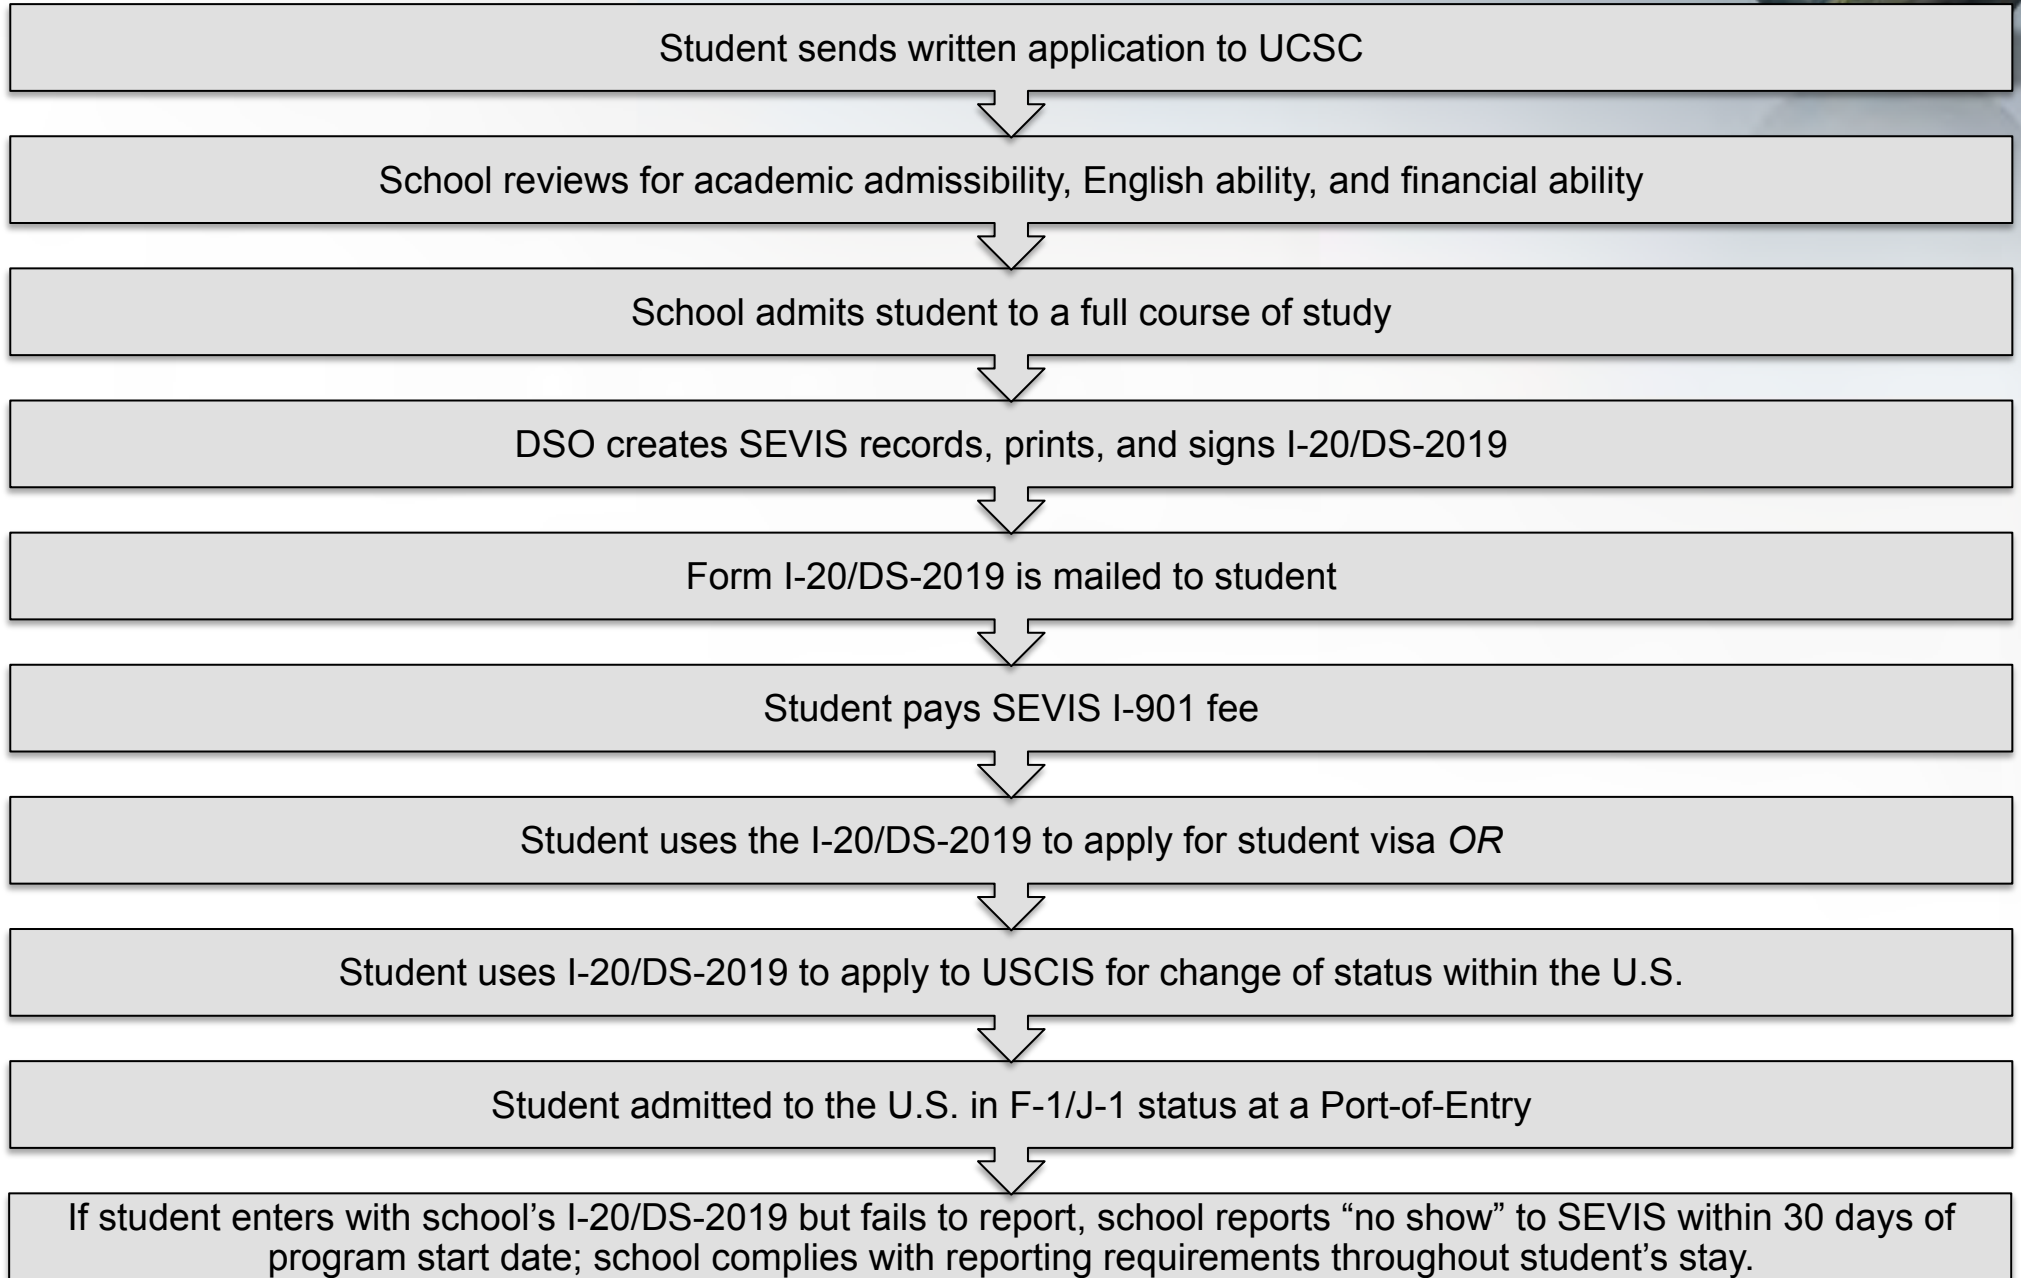 Student sends written application to UCSC
School reviews for academic admissibility, English ability, and financial ability
School admits student to a full course of study
DSO creates SEVIS records, prints, and signs I-20/DS-2019
Form I-20/DS-2019 is mailed to student
Student pays SEVIS I-901 fee
Student uses the I-20/DS-2019 to apply for student visa OR
Student uses I-20/DS-2019 to apply to USCIS for change of status within the U.S.
Student admitted to the U.S. in F-1/J-1 status at a Port-of-Entry
If student enters with school’s I-20/DS-2019 but fails to report, school reports “no show” to SEVIS within 30 days of
program start date; school complies with reporting requirements throughout student’s stay.